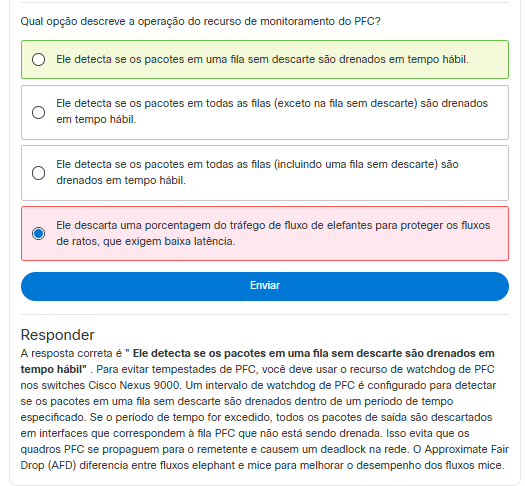 Qual opção descreve a operação do recurso de monitoramento do PFC?
Ele detecta se os pacotes em uma fila sem descarte são drenados em tempo hábil.
Ele detecta se os pacotes em todas as filas (exceto na fila sem descarte) são drenados
em tempo hábil.
Ele detecta se os pacotes em todas as filas (incluindo uma fila sem descarte) são
drenados em tempo hábil.
Ele descarta uma porcentagem do tráfego de fluxo de elefantes para proteger os fluxos
de ratos, que exigem baixa latência.
Enviar
Responder
A resposta correta é " Ele detecta se os pacotes em uma fila sem descarte são drenados em
tempo hábil" . Para evitar tempestades de PFC, você deve usar o recurso de watchdog de PFC
nos switches Cisco Nexus 9000. Um intervalo de watchdog de PFC é configurado para detectar
se os pacotes em uma fila sem descarte são drenados dentro de um período de tempo
especificado. Se o período de tempo for excedido, todos os pacotes de saída são descartados
em interfaces que correspondem à fila PFC que não está sendo drenada. Isso evita que os
quadros PFC se propaguem para o remetente e causem um deadlock na rede. O Approximate Fair
Drop (AFD) diferencia entre fluxos elephant e mice para melhorar o desempenho dos fluxos mice.